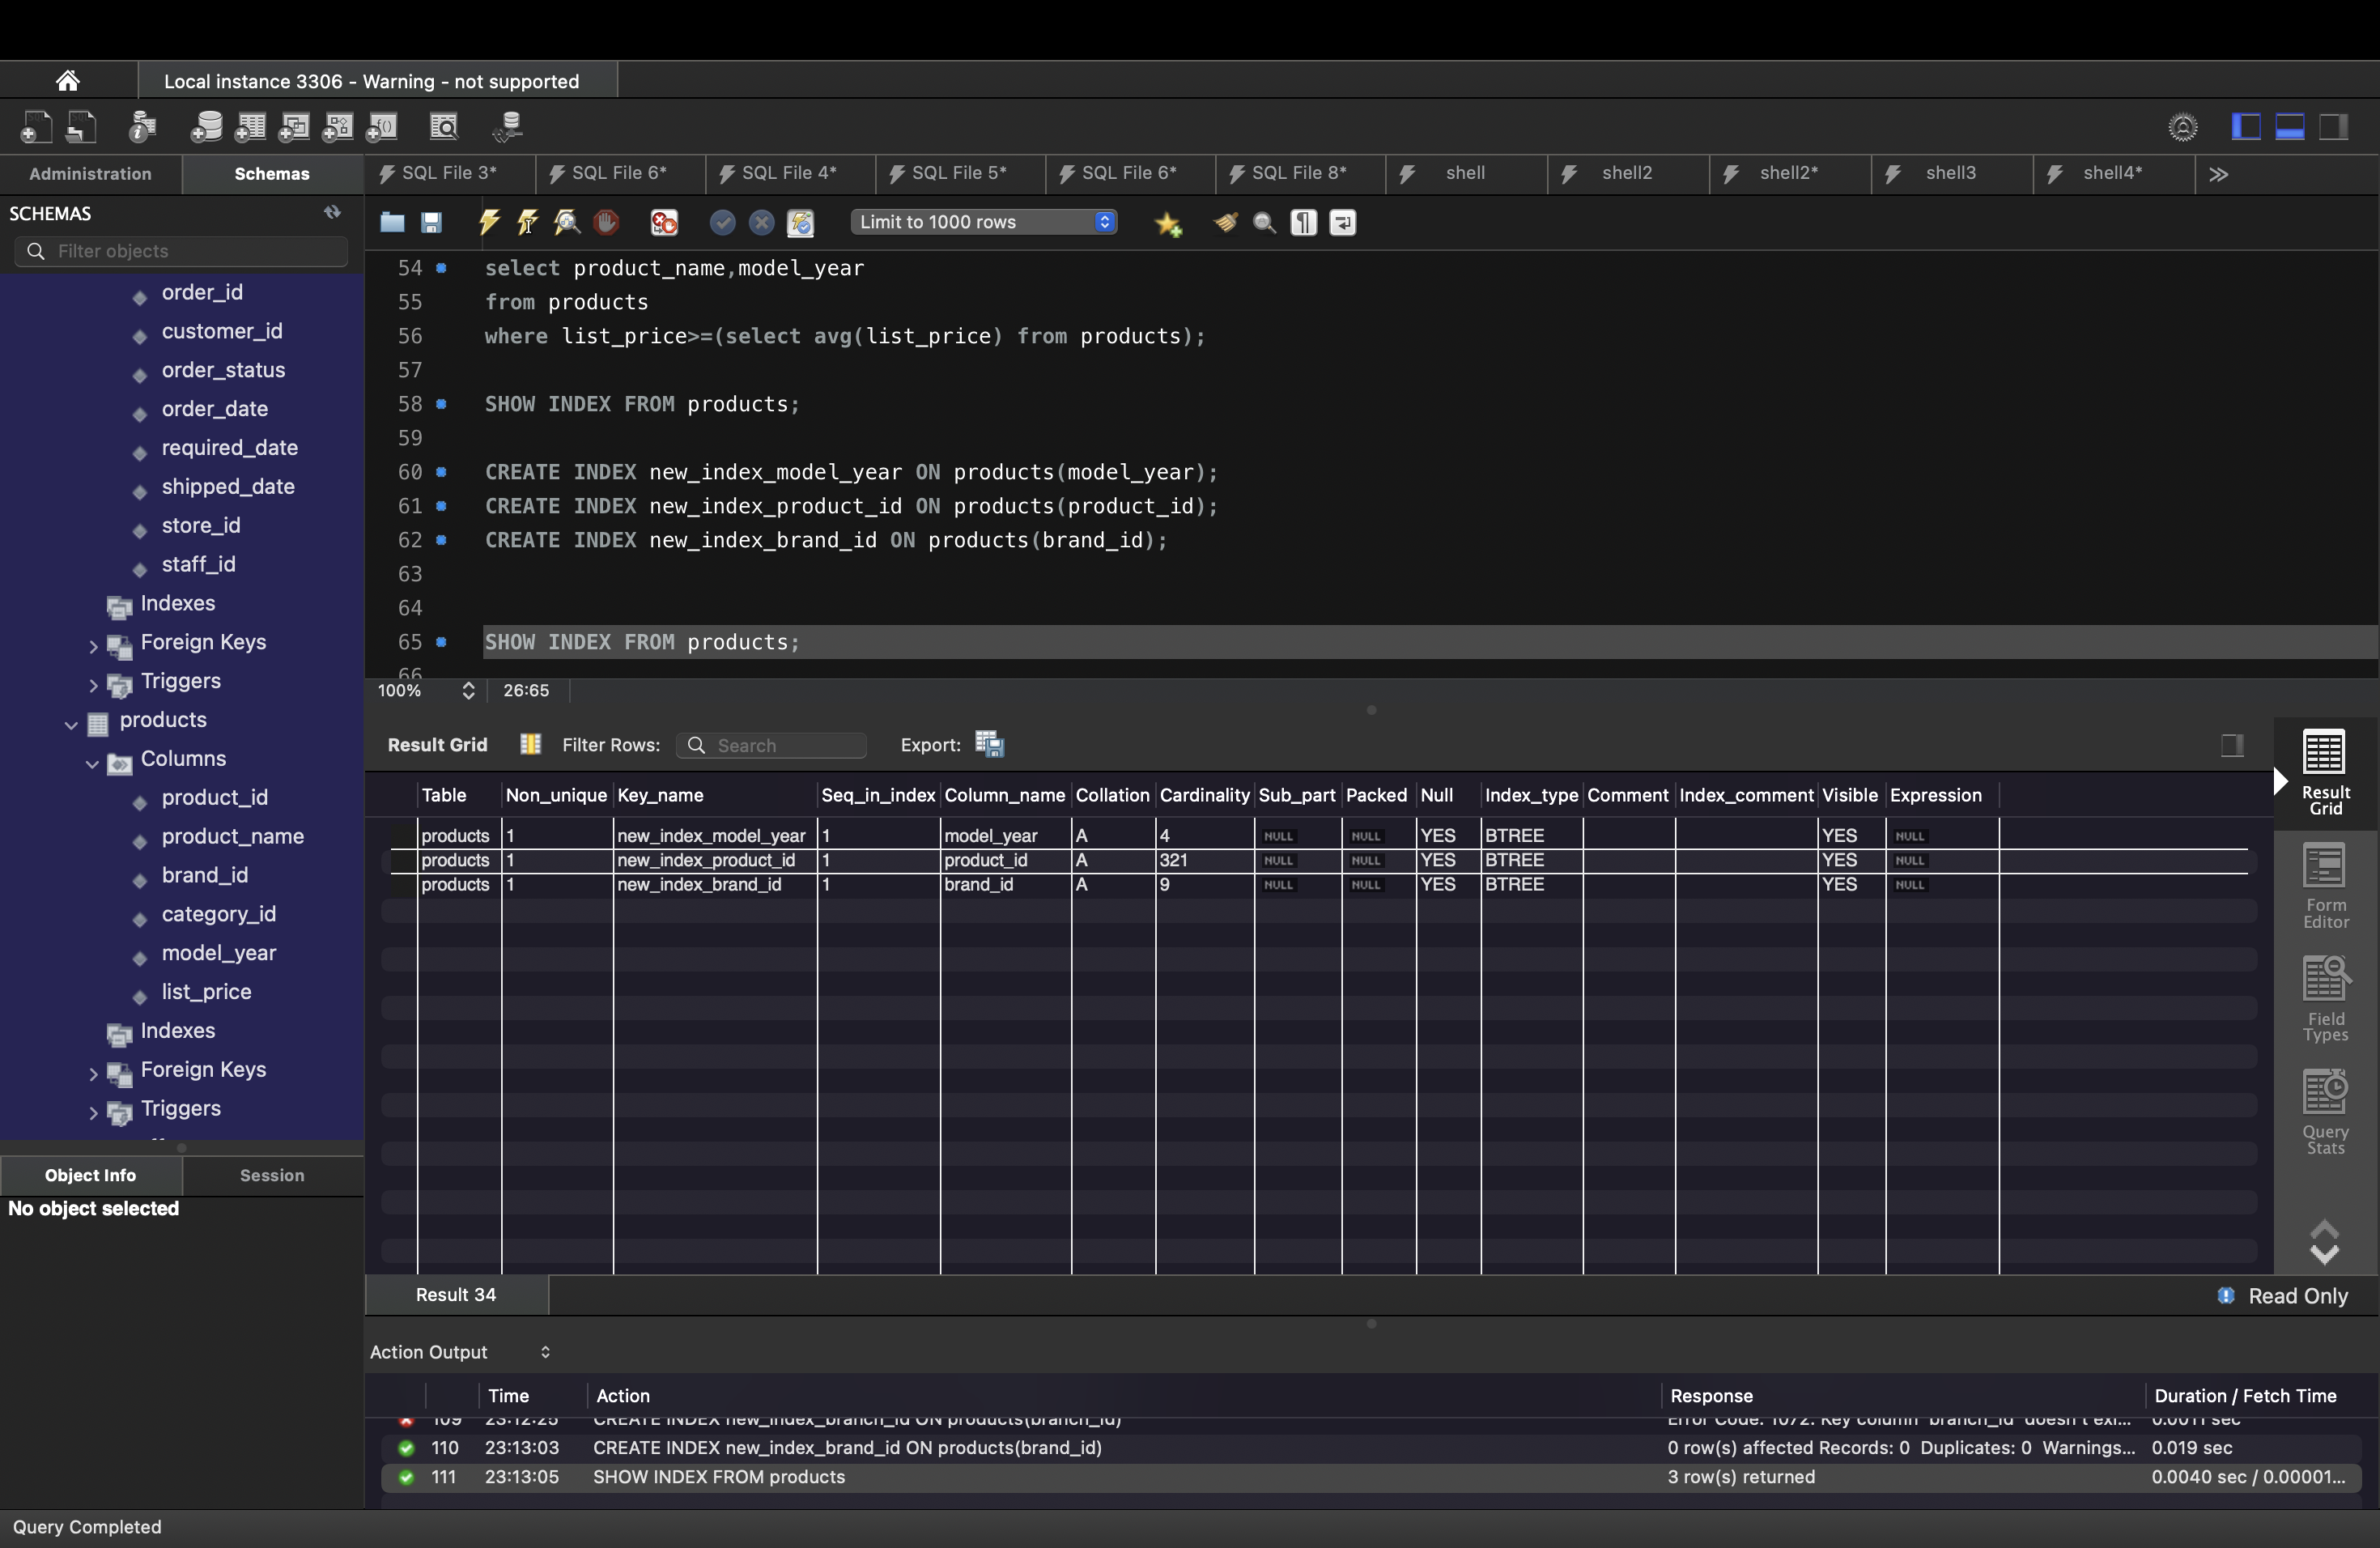 Local instance 3306 - Warning - not supported
Administration
Schemas
SQL File 3*
SQL File 6*
SQL File 4*
SQL File 5*
SQL File 6*
SQL File 8*
shell
shell2
shell2*
shell3
shell4*
SCHEMAS
Filter objects
Limit to 1000 rows
order_id
customer_id
order_status
order_date
required_date
shipped_date
store_id
staff_id
Indexes
Foreign Keys
Triggers
products
Columns
product_id
product_name
brand_id
category_id
model_year
list_price
Indexes
Foreign Keys
Triggers
Object Info
Session
No object selected
54 select product_name,model_year
55 from products
56 where list_price>=(select avg(list_price) from products);
57
58 SHOW INDEX FROM products;
59
60 CREATE INDEX new_index_model_year ON products(model_year);
61 CREATE INDEX new_index_product_id ON products(product_id);
62 CREATE INDEX new_index_brand_id ON products(brand_id);
63
64
65 SHOW INDEX FROM products;
66
100% 26:65
Result Grid Filter Rows: Search Export:
Table Non_unique Key_name Seq_in_index Column_name Collation Cardinality Sub_part Packed Null Index_type Comment Index_comment Visible Expression
products 1 new_index_model_year 1 model_year A 4 NULL NULL YES BTREE YES NULL
products 1 new_index_product_id 1 product_id A 321 NULL NULL YES BTREE YES NULL
products 1 new_index_brand_id 1 brand_id A 9 NULL NULL YES BTREE YES NULL
Result
Grid
Form
Editor
Field
Types
Query
Stats
Result 34
Read Only
Action Output
Time Action Response Duration / Fetch Time
109 23:12:25 CREATE INDEX new_index_branch_id ON products(branch_id) Error Code: 1072. Key column 'branch_id' doesn't exi... 0.0011 sec
110 23:13:03 CREATE INDEX new_index_brand_id ON products(brand_id) 0 row(s) affected Records: 0 Duplicates: 0 Warnings... 0.019 sec
111 23:13:05 SHOW INDEX FROM products 3 row(s) returned 0.0040 sec / 0.00001...
Query Completed